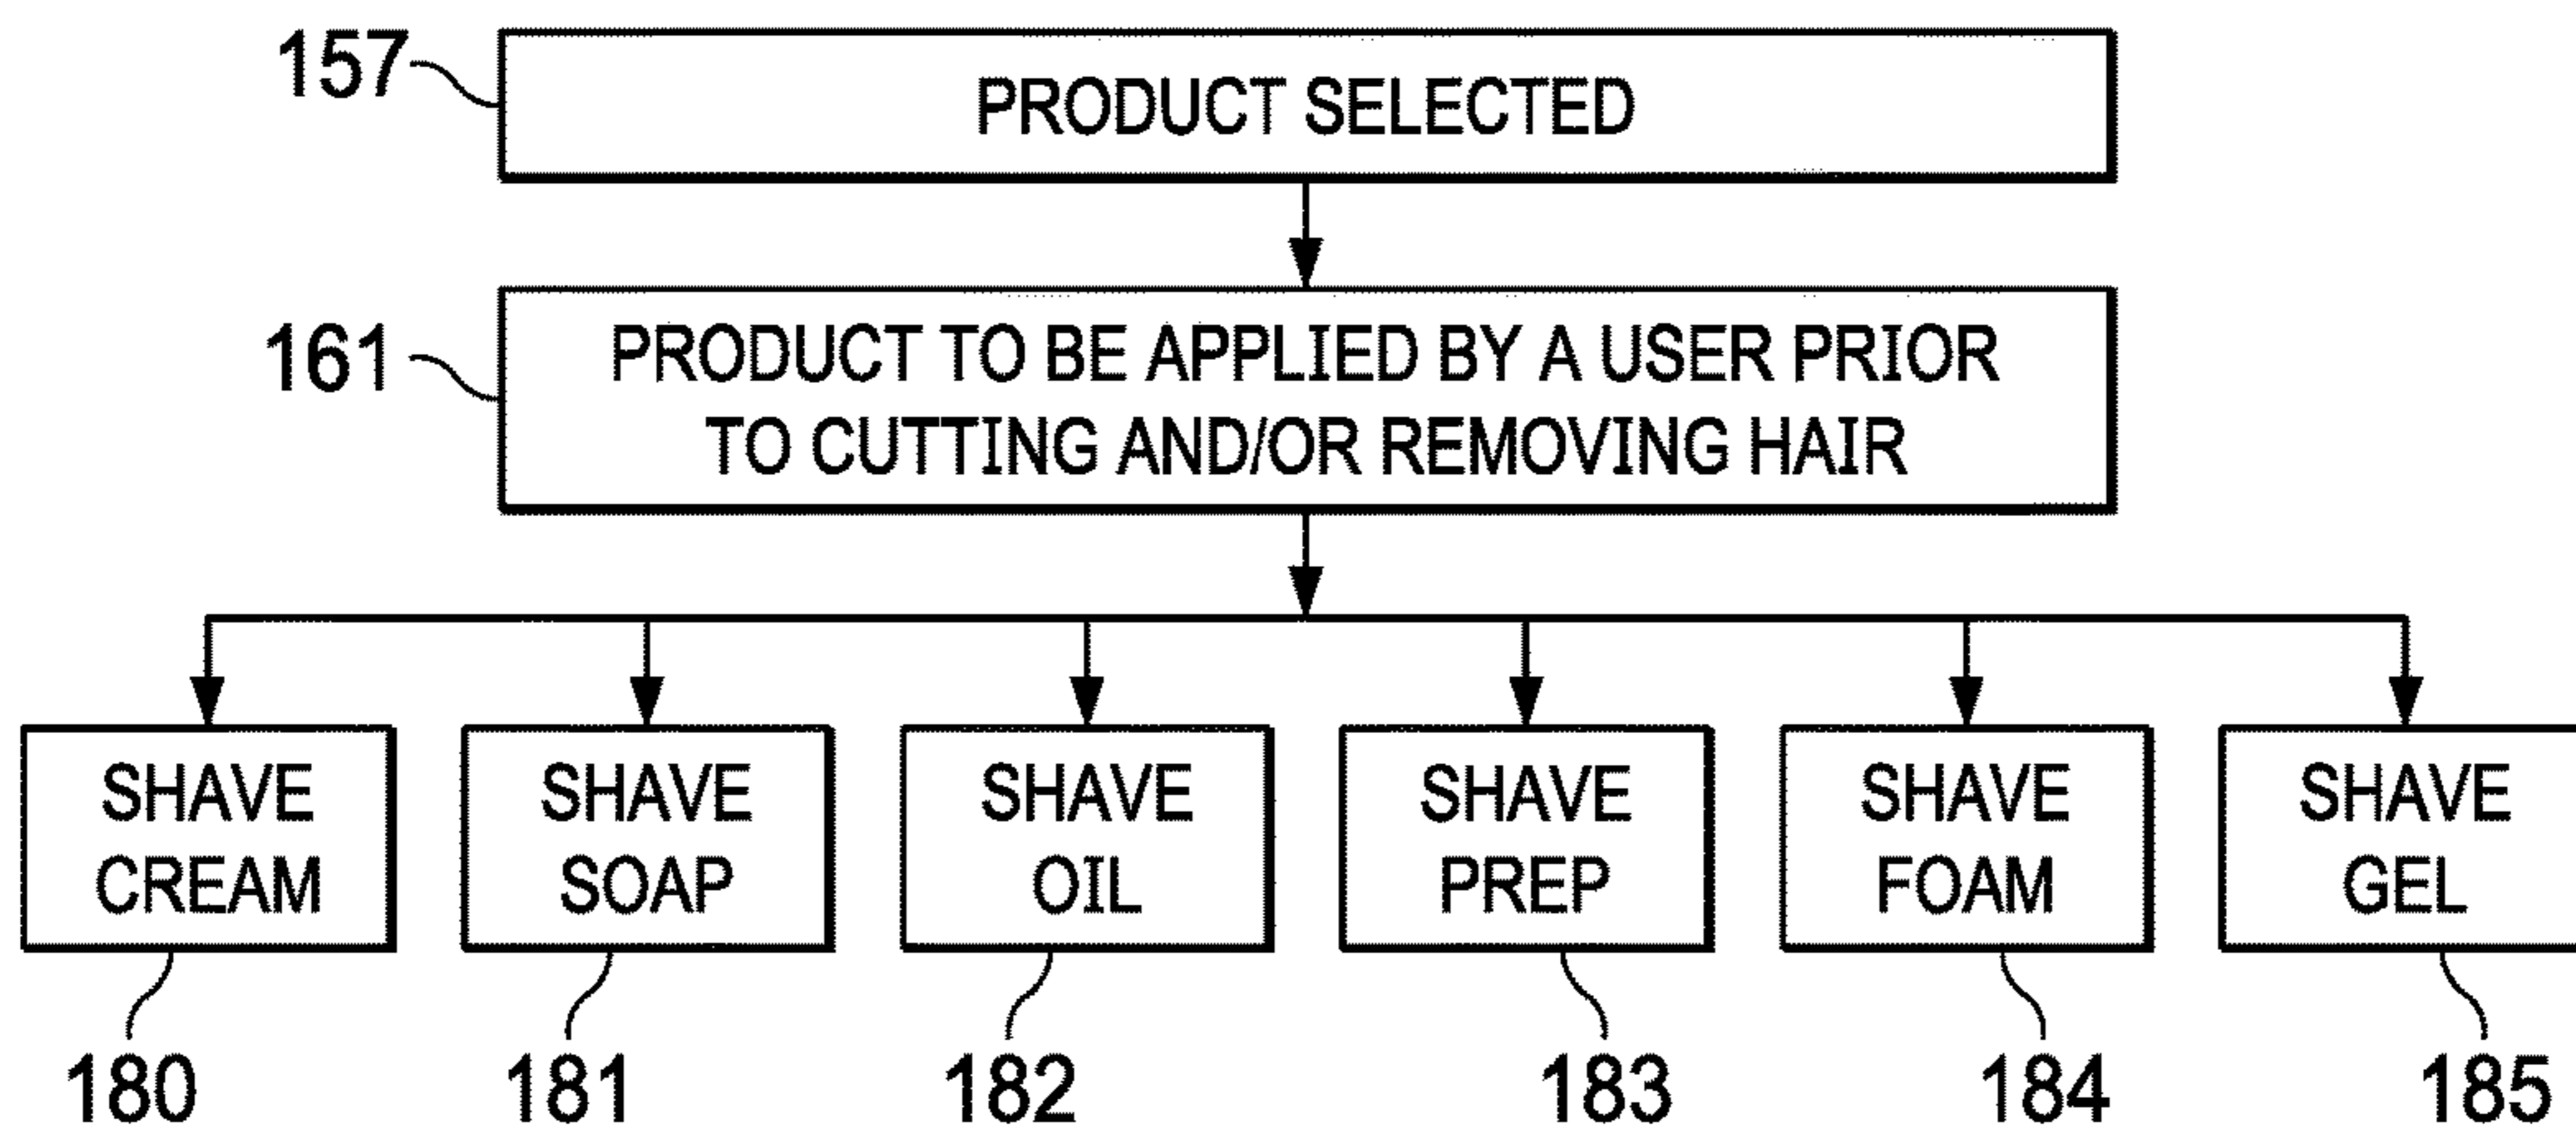 157
PRODUCT SELECTED
161
PRODUCT TO BE APPLIED BY A USER PRIOR
TO CUTTING AND/OR REMOVING HAIR
SHAVE
CREAM
SHAVE
SOAP
SHAVE
OIL
SHAVE
PREP
SHAVE
FOAM
SHAVE
GEL
180
181
182
183
184
185